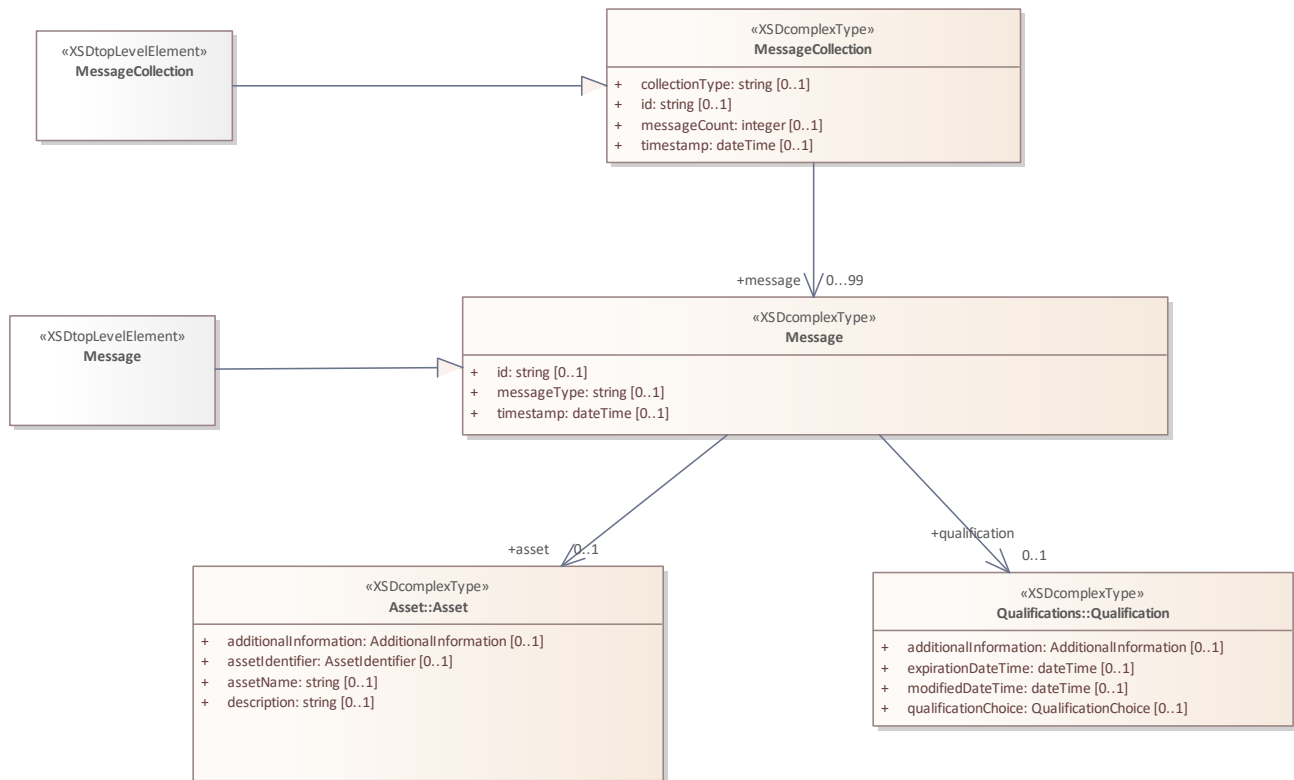 «XSDtopLevelElement»
MessageCollection
«XSDcomplexType»
MessageCollection
+ collectionType: string [0..1]
+ id: string [0..1]
+ messageCount: integer [0..1]
+ timestamp: dateTime [0..1]
+message 0...99
«XSDtopLevelElement»
Message
«XSDcomplexType»
Message
+ id: string [0..1]
+ messageType: string [0..1]
+ timestamp: dateTime [0..1]
+asset 0..1
+qualification
0..1
«XSDcomplexType»
Asset::Asset
+ additionalInformation: AdditionalInformation [0..1]
+ assetIdentifier: AssetIdentifier [0..1]
+ assetName: string [0..1]
+ description: string [0..1]
«XSDcomplexType»
Qualifications::Qualification
+ additionalInformation: AdditionalInformation [0..1]
+ expirationDateTime: dateTime [0..1]
+ modifiedDateTime: dateTime [0..1]
+ qualificationChoice: QualificationChoice [0..1]